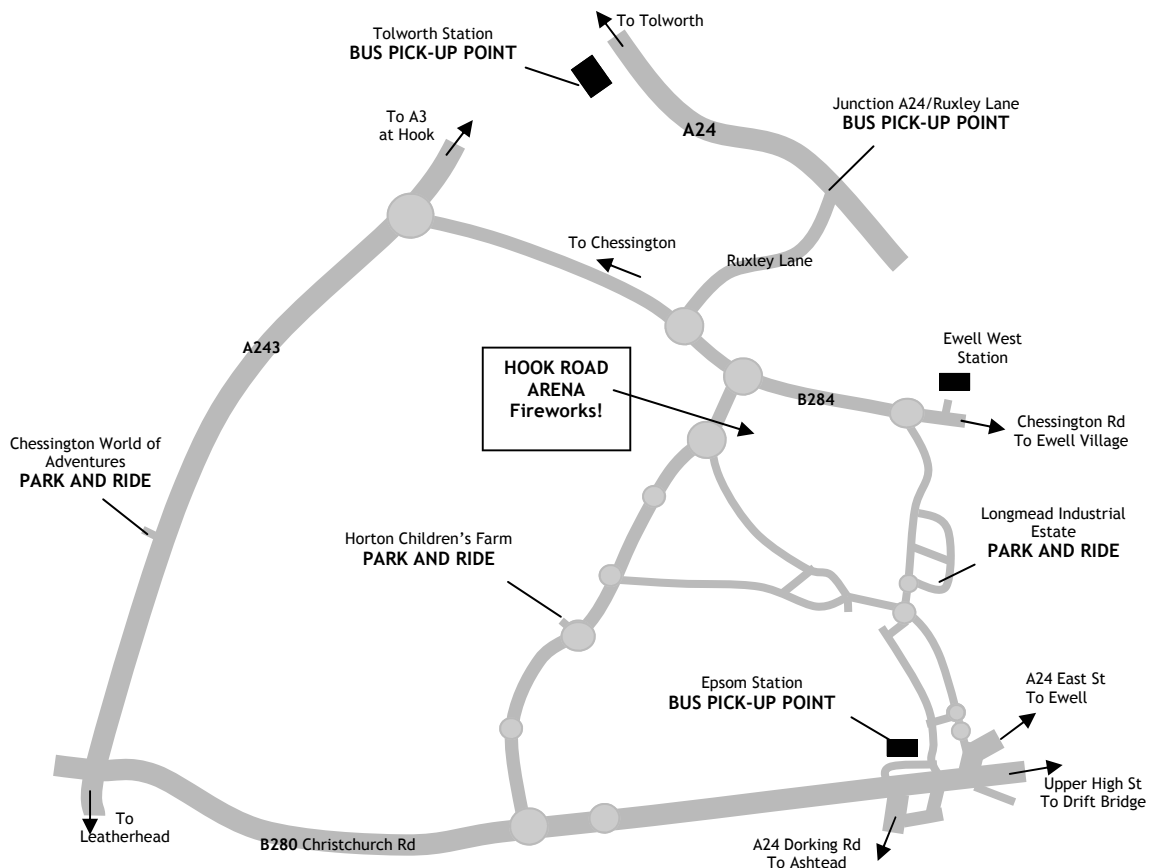 To Tolworth
Tolworth Station
BUS PICK-UP POINT
Junction A24/Ruxley Lane
BUS PICK-UP POINT
To A3
at Hook
A24
To Chessington
Ruxley Lane
A243
HOOK ROAD
ARENA
Fireworks!
Ewell West
Station
B284
Chessington Rd
To Ewell Village
Chessington World of
Adventures
PARK AND RIDE
Longmead Industrial
Estate
PARK AND RIDE
Horton Children’s Farm
PARK AND RIDE
Epsom Station
BUS PICK-UP POINT
A24 East St
To Ewell
Upper High St
To Drift Bridge
To
Leatherhead
B280 Christchurch Rd
A24 Dorking Rd
To Ashtead